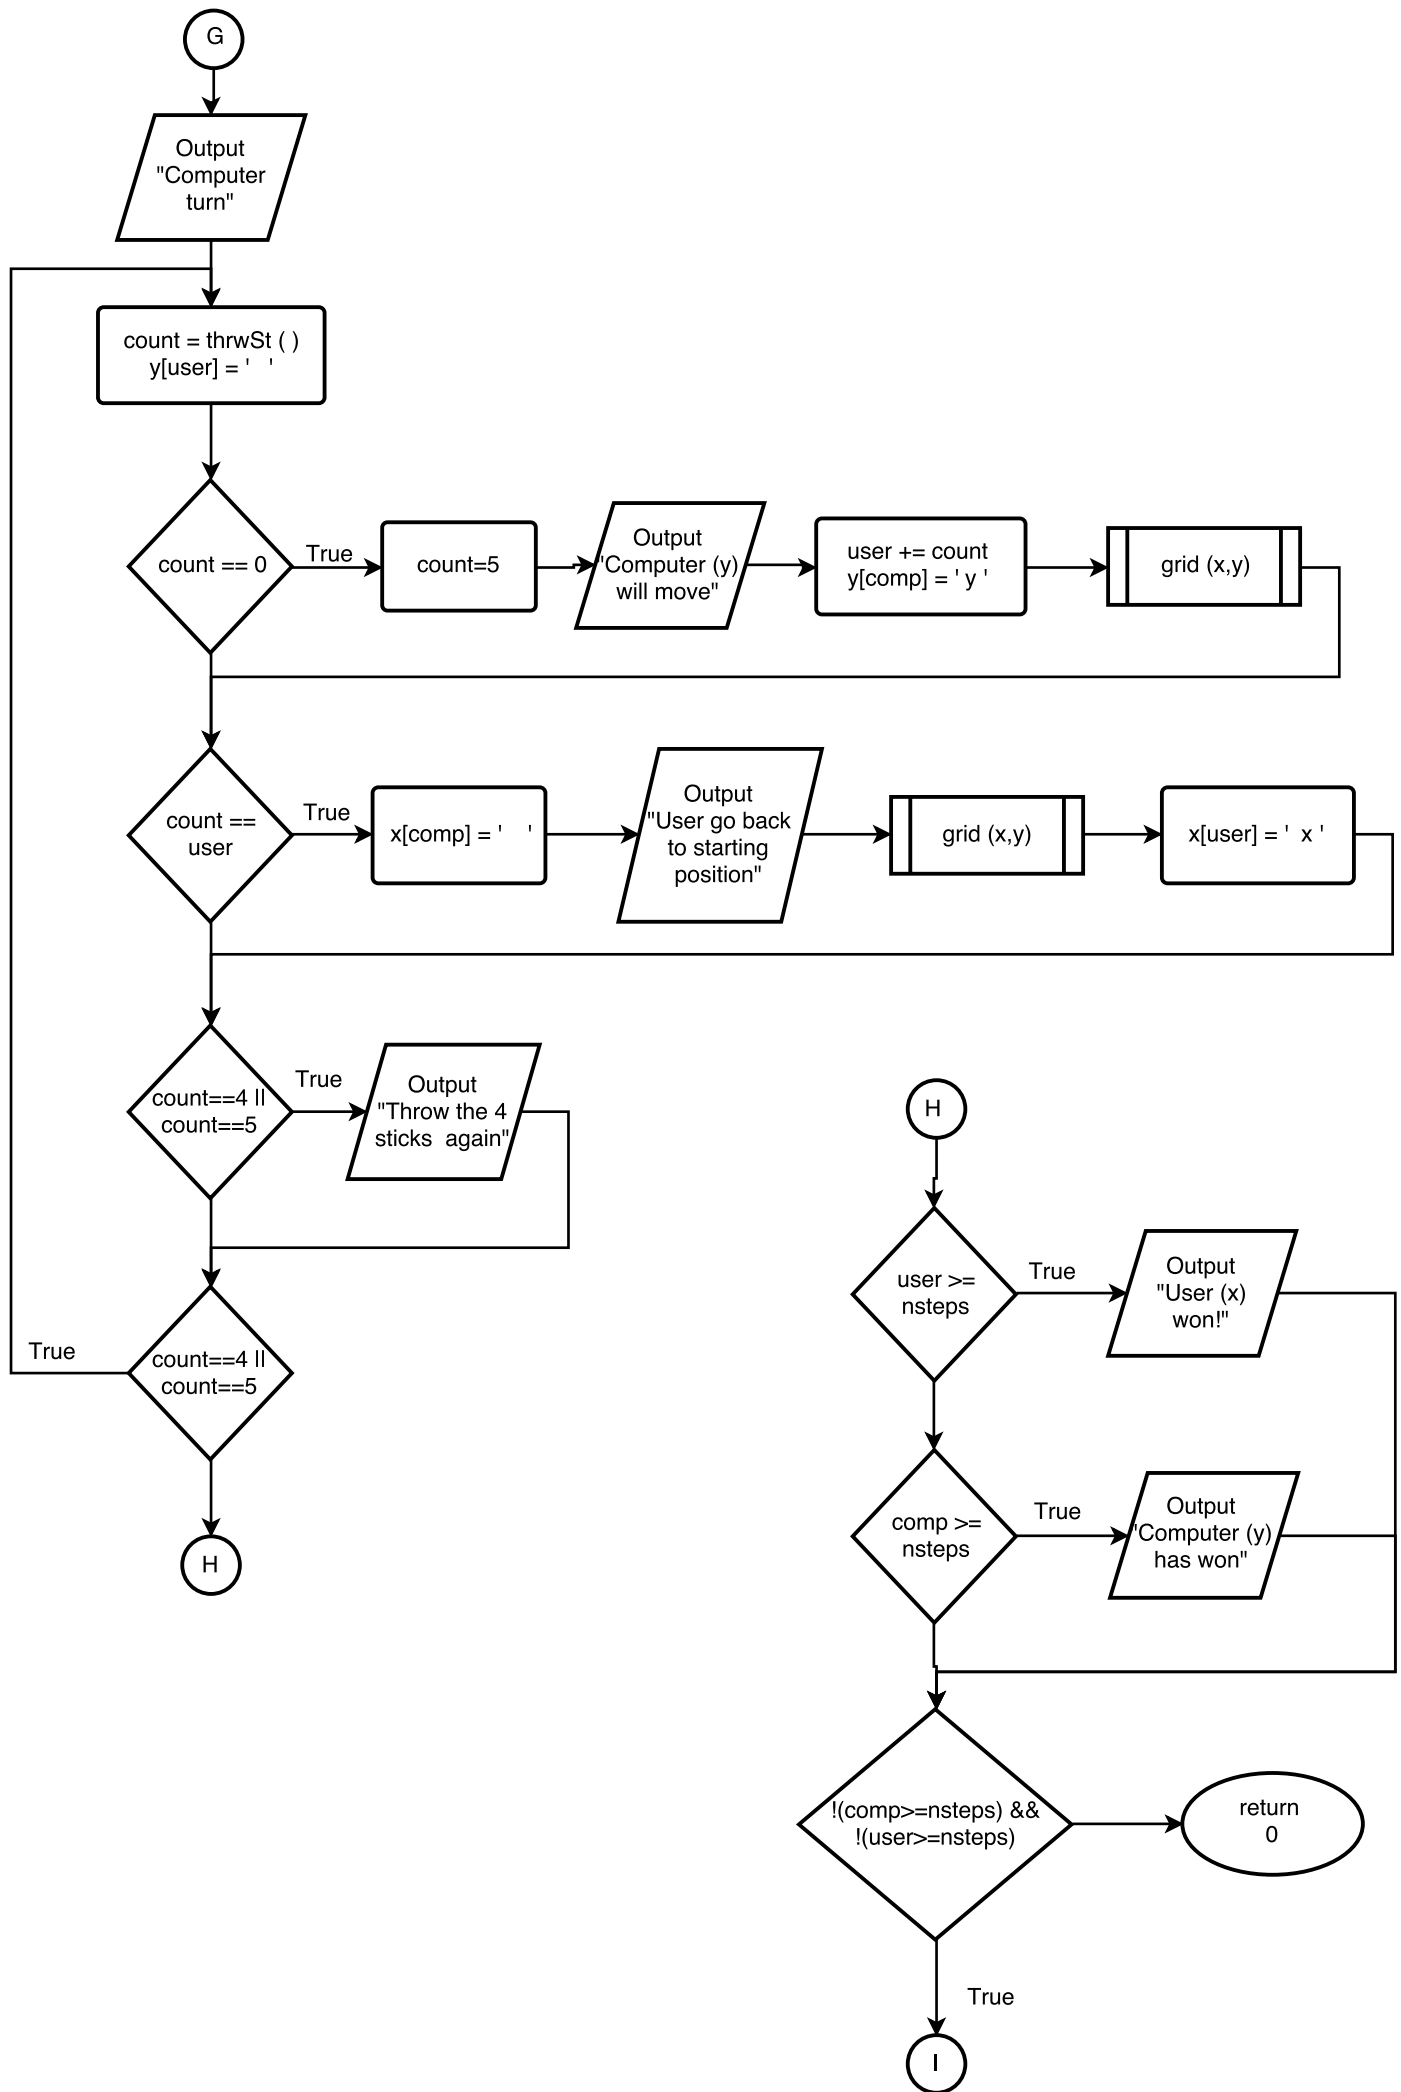 G
Output
"Computer
turn"
count = thrwSt ( )
y[user] = '   '
count == 0
True
count=5
Output
'Computer (y)
will move"
user += count
y[comp] = ' y '
grid (x,y)
count ==
user
True
x[comp] = '    '
Output
"User go back
to starting
position"
grid (x,y)
x[user] = '  x '
count==4 ||
count==5
True
Output
"Throw the 4
sticks  again"
count==4 ||
count==5
True
H
H
user >=
nsteps
True
Output
"User (x)
won!"
comp >=
nsteps
True
Output
'Computer (y)
has won"
!(comp>=nsteps) &&
!(user>=nsteps)
return
0
True
I